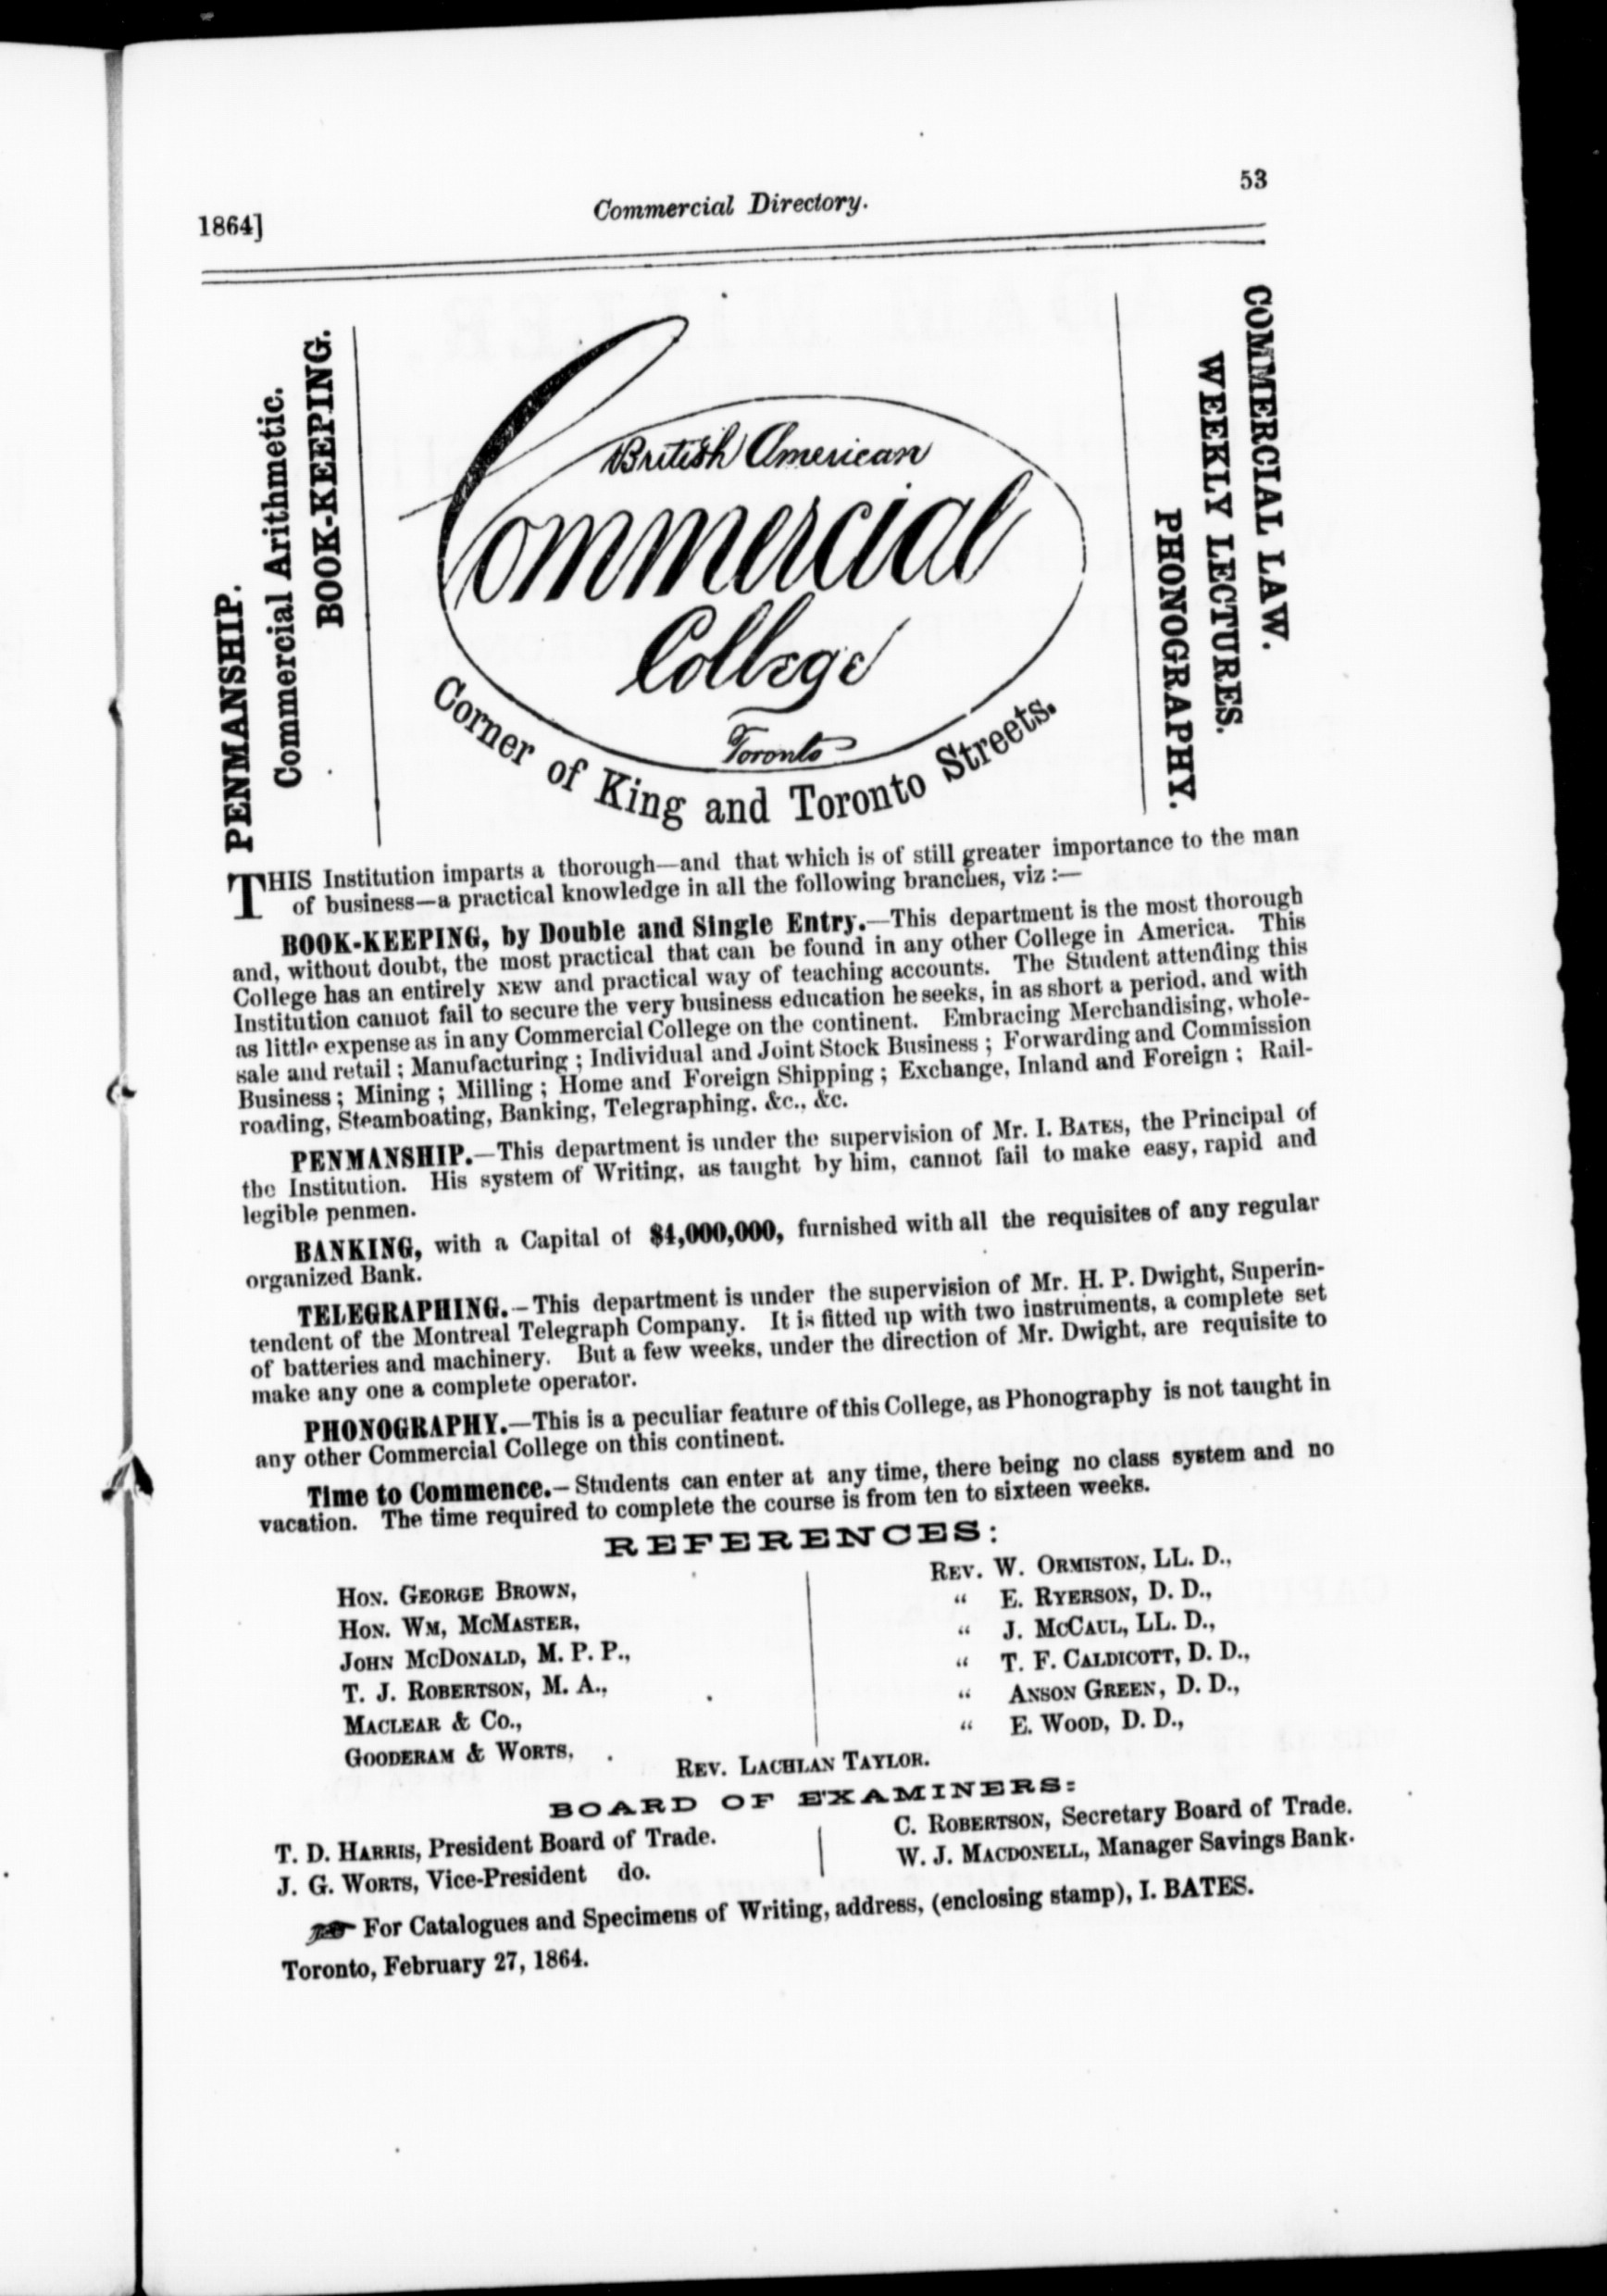 1864]
Commercial Directory.
53
PENMANSHIP.
Commercial Arithmetic.
BOOK-KEEPING.
British American
Commercial
College
Toronto
Corner of King and Toronto Streets.
PHONOGRAPHY.
WEEKLY LECTURES.
COMMERCIAL LAW.
THIS Institution imparts a thorough—and that which is of still greater importance to the man
of business—a practical knowledge in all the following branches, viz :—
BOOK-KEEPING, by Double and Single Entry.—This department is the most thorough
and, without doubt, the most practical that can be found in any other College in America. This
College has an entirely NEW and practical way of teaching accounts. The Student attending this
Institution cannot fail to secure the very business education he seeks, in as short a period, and with
as little expense as in any Commercial College on the continent. Embracing Merchandising, whole-
sale and retail ; Manufacturing ; Individual and Joint Stock Business ; Forwarding and Commission
Business ; Mining ; Milling ; Home and Foreign Shipping ; Exchange, Inland and Foreign ; Rail-
roading, Steamboating, Banking, Telegraphing, &c., &c.
PENMANSHIP.—This department is under the supervision of Mr. I. BATES, the Principal of
the Institution. His system of Writing, as taught by him, cannot fail to make easy, rapid and
legible penmen.
BANKING, with a Capital of $4,000,000, furnished with all the requisites of any regular
organized Bank.
TELEGRAPHING.—This department is under the supervision of Mr. H. P. Dwight, Superin-
tendent of the Montreal Telegraph Company. It is fitted up with two instruments, a complete set
of batteries and machinery. But a few weeks, under the direction of Mr. Dwight, are requisite to
make any one a complete operator.
PHONOGRAPHY.—This is a peculiar feature of this College, as Phonography is not taught in
any other Commercial College on this continent.
Time to Commence.—Students can enter at any time, there being no class system and no
vacation. The time required to complete the course is from ten to sixteen weeks.
REFERENCES:
HON. GEORGE BROWN,
HON. WM, MCMASTER,
JOHN MCDONALD, M. P. P.,
T. J. ROBERTSON, M. A.,
MACLEAR & CO.,
GOODERAM & WORTS,
REV. W. ORMISTON, LL. D.,
“ E. RYERSON, D. D.,
“ J. MCCAUL, LL. D.,
“ T. F. CALDICOTT, D. D.,
“ ANSON GREEN, D. D.,
“ E. WOOD, D. D.,
REV. LACHLAN TAYLOR.
BOARD OF EXAMINERS:
T. D. HARRIS, President Board of Trade.
J. G. WORTS, Vice-President do.
C. ROBERTSON, Secretary Board of Trade.
W. J. MACDONELL, Manager Savings Bank.
☞ For Catalogues and Specimens of Writing, address, (enclosing stamp), I. BATES.
Toronto, February 27, 1864.